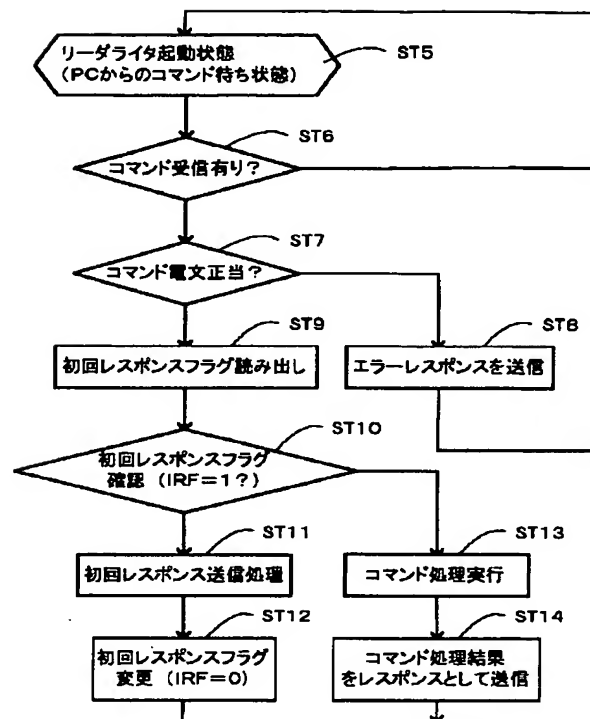 リーダライタ起動状態
(PCからのコマンド待ち状態)
ST5
ST6
コマンド受信有り？
ST7
コマンド電文正当？
ST9
初回レスポンスフラグ読み出し
ST8
エラーレスポンスを送信
ST10
初回レスポンスフラグ
確認（IRF＝1？）
ST11
初回レスポンス送信処理
ST13
コマンド処理実行
ST12
初回レスポンスフラグ
変更（IRF＝0）
ST14
コマンド処理結果
をレスポンスとして送信